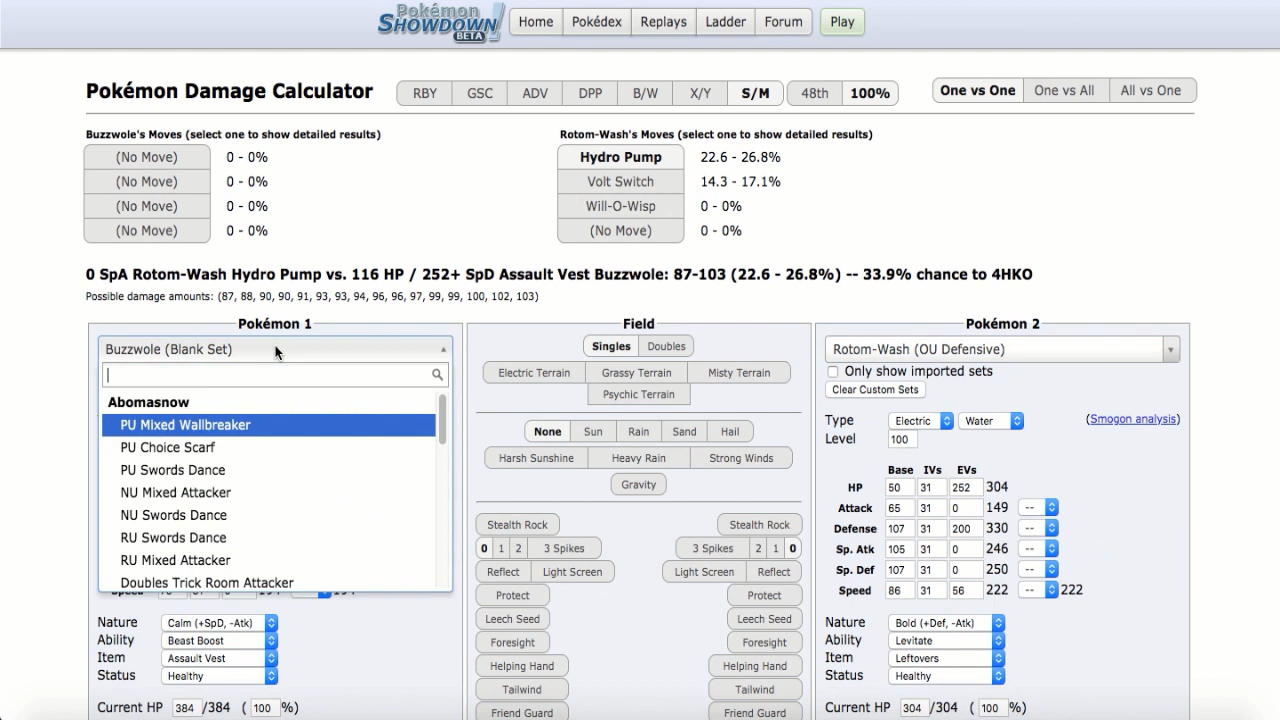 Pokémon
SHOWDOWN!
BETA
Home Pokédex Replays Ladder Forum Play
Pokémon Damage Calculator RBY GSC ADV DPP B/W X/Y S/M 48th 100% One vs One One vs All All vs One
Buzzwole's Moves (select one to show detailed results) Rotom-Wash's Moves (select one to show detailed results)
(No Move) 0 - 0% Hydro Pump 22.6 - 26.8%
(No Move) 0 - 0% Volt Switch 14.3 - 17.1%
(No Move) 0 - 0% Will-O-Wisp 0 - 0%
(No Move) 0 - 0% (No Move) 0 - 0%
0 SpA Rotom-Wash Hydro Pump vs. 116 HP / 252+ SpD Assault Vest Buzzwole: 87-103 (22.6 - 26.8%) -- 33.9% chance to 4HKO
Possible damage amounts: (87, 88, 90, 90, 91, 93, 93, 94, 96, 96, 97, 99, 99, 100, 102, 103)
Pokémon 1
Buzzwole (Blank Set)
Abomasnow
PU Mixed Wallbreaker
PU Choice Scarf
PU Swords Dance
NU Mixed Attacker
NU Swords Dance
RU Swords Dance
RU Mixed Attacker
Doubles Trick Room Attacker
Nature Calm (+SpD, -Atk)
Ability Beast Boost
Item Assault Vest
Status Healthy
Current HP 384 /384 ( 100 %)
Field
Singles Doubles
Electric Terrain Grassy Terrain Misty Terrain
Psychic Terrain
None Sun Rain Sand Hail
Harsh Sunshine Heavy Rain Strong Winds
Gravity
Stealth Rock Stealth Rock
0 1 2 3 Spikes 3 Spikes 2 1 0
Reflect Light Screen Light Screen Reflect
Protect Protect
Leech Seed Leech Seed
Foresight Foresight
Helping Hand Helping Hand
Tailwind Tailwind
Friend Guard Friend Guard
Pokémon 2
Rotom-Wash (OU Defensive)
Only show imported sets
Clear Custom Sets
Type Electric Water (Smogon analysis)
Level 100
Base IVs EVs
HP 50 31 252 304
Attack 65 31 0 149 --
Defense 107 31 200 330 --
Sp. Atk 105 31 0 246 --
Sp. Def 107 31 0 250 --
Speed 86 31 56 222 -- 222
Nature Bold (+Def, -Atk)
Ability Levitate
Item Leftovers
Status Healthy
Current HP 304 /304 ( 100 %)